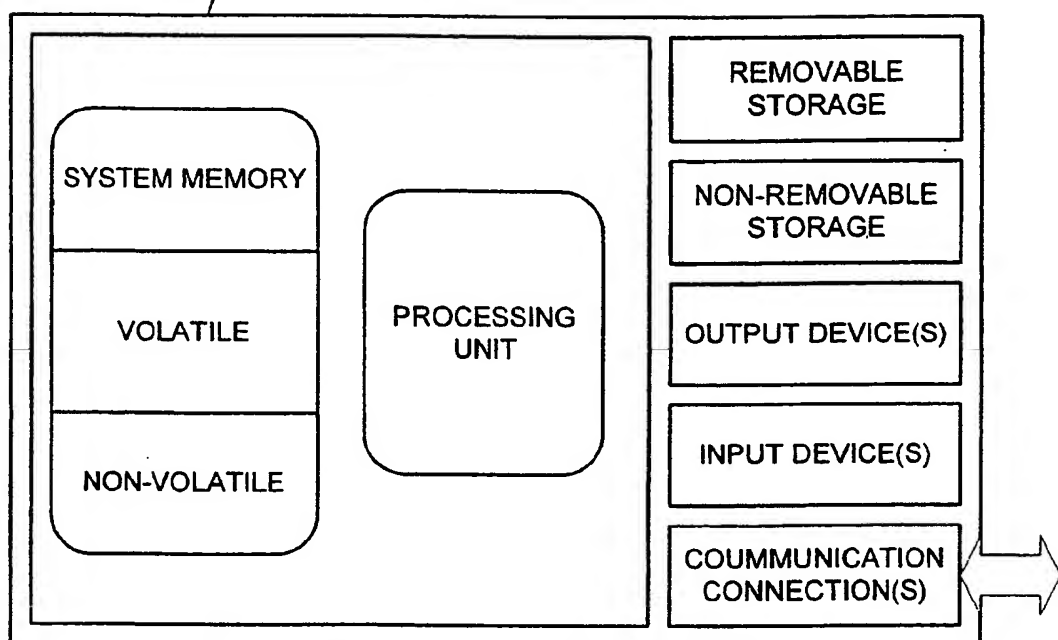 SYSTEM MEMORY
VOLATILE
NON-VOLATILE
PROCESSING
UNIT
REMOVABLE
STORAGE
NON-REMOVABLE
STORAGE
OUTPUT DEVICE(S)
INPUT DEVICE(S)
COUMMUNICATION
CONNECTION(S)